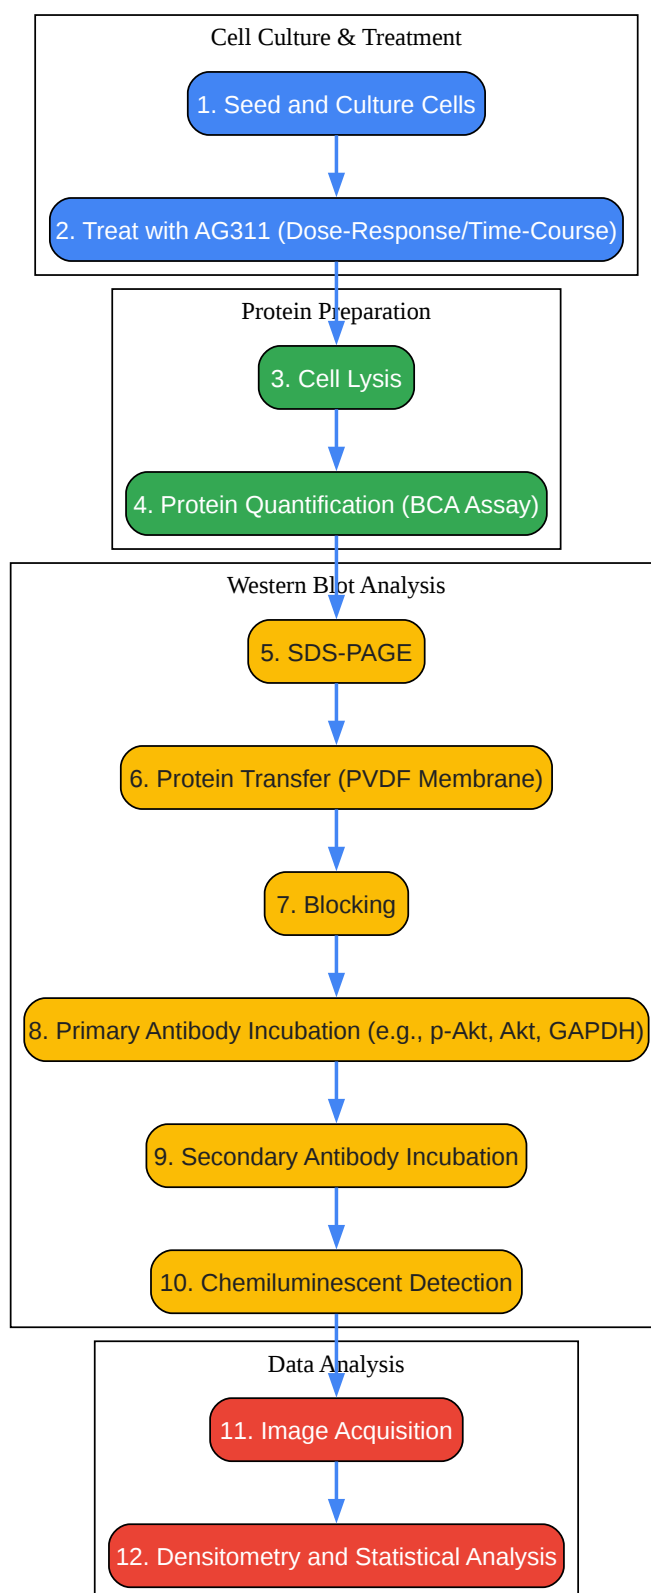 Cell Culture & Treatment
1. Seed and Culture Cells
2. Treat with AG311 (Dose-Response/Time-Course)
Protein Preparation
3. Cell Lysis
4. Protein Quantification (BCA Assay)
Western Blot Analysis
5. SDS-PAGE
6. Protein Transfer (PVDF Membrane)
7. Blocking
8. Primary Antibody Incubation (e.g., p-Akt, Akt, GAPDH)
9. Secondary Antibody Incubation
10. Chemiluminescent Detection
Data Analysis
11. Image Acquisition
12. Densitometry and Statistical Analysis